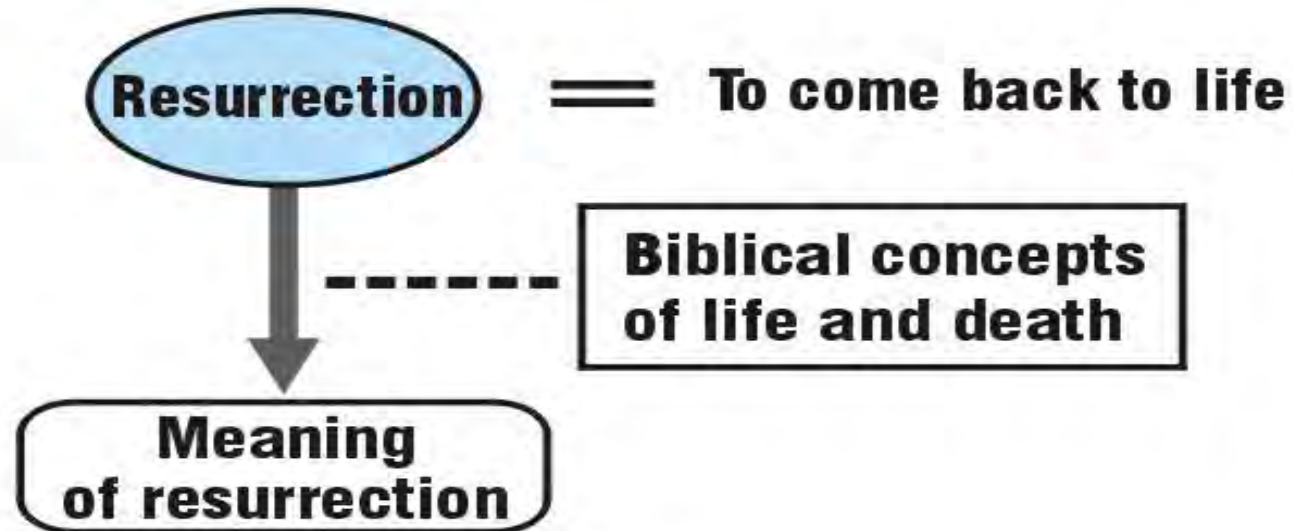 Resurrection
To come back to life
Biblical concepts
of life and death
Meaning
of resurrection